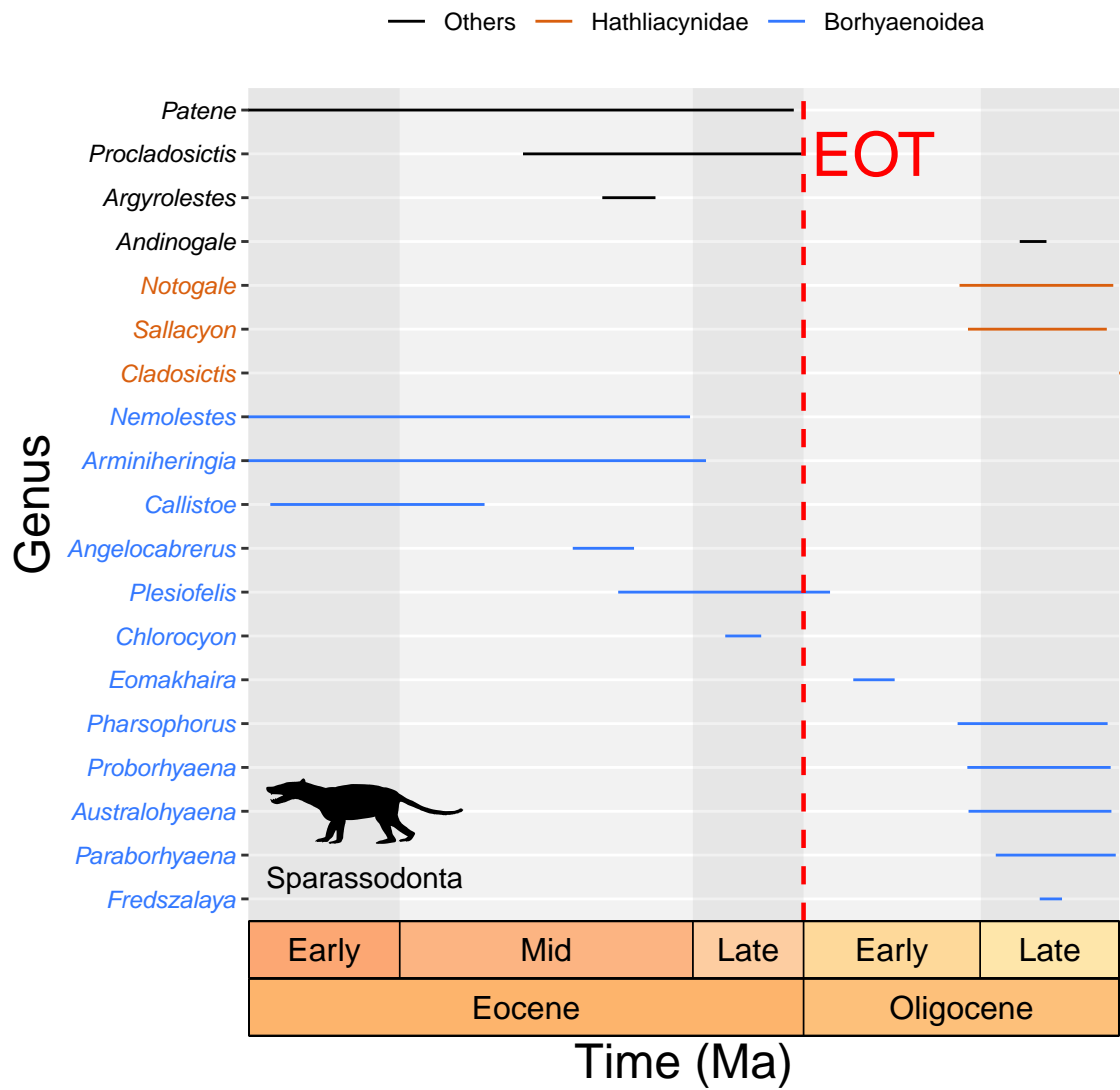 Others Hathliacynidae Borhyaenoidea
Patene
Procladosictis
EOT
Argyrolestes
Andinogale
Notogale
Sallacyon
Cladosictis
Nemolestes
Arminiheringia
Callistoe
Angelocabrerus
Plesiofelis
Chlorocyon
Eomakhaira
Pharsophorus
Proborhyaena
Australohyaena
Paraborhyaena
Fredszalaya
Genus
Sparassodonta
Early Mid Late Early Late
Eocene Oligocene
Time (Ma)